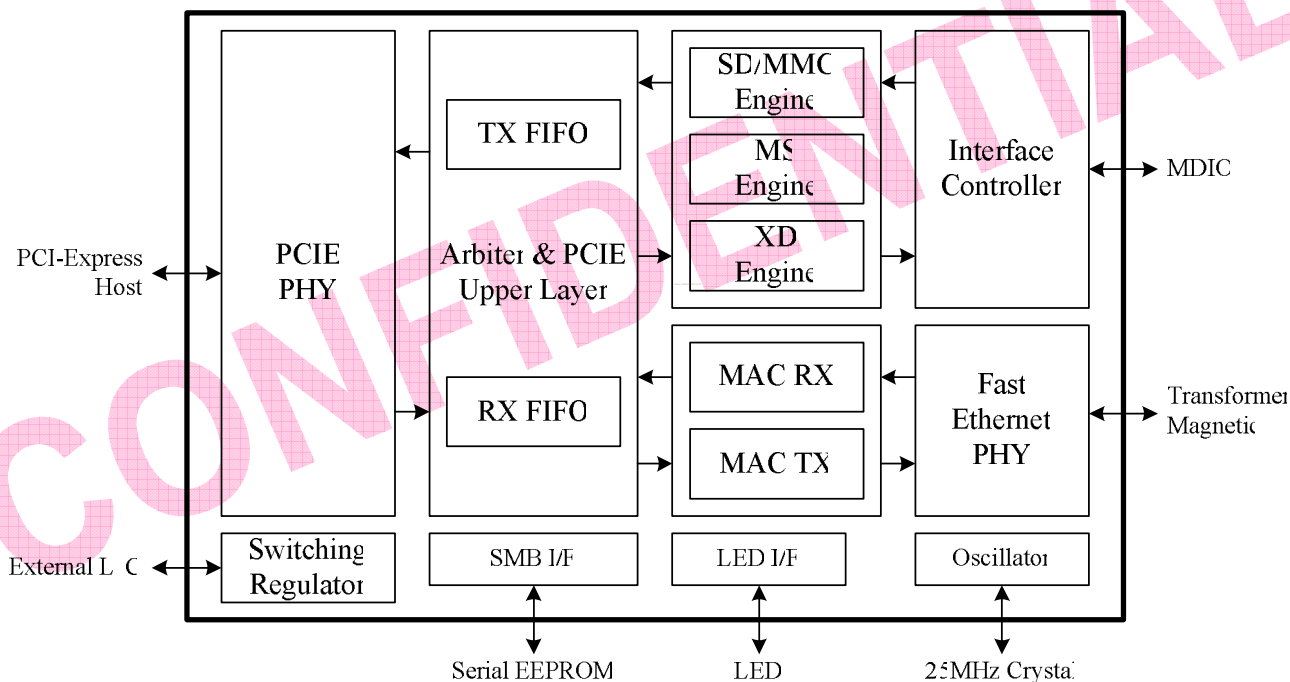 CONFIDENTIAL
PCI-Express
Host
External L C
PCIE
PHY
Switching
Regulator
TX FIFO
Arbiter & PCIE
Upper Layer
RX FIFO
SMB I/F
Serial EEPROM
SD/MMC
Engine
MS
Engine
XD
Engine
MAC RX
MAC TX
LED I/F
LED
Interface
Controller
Fast
Ethernet
PHY
Oscillator
25MHz Crystal
MDIO
Transformer
Magnetic